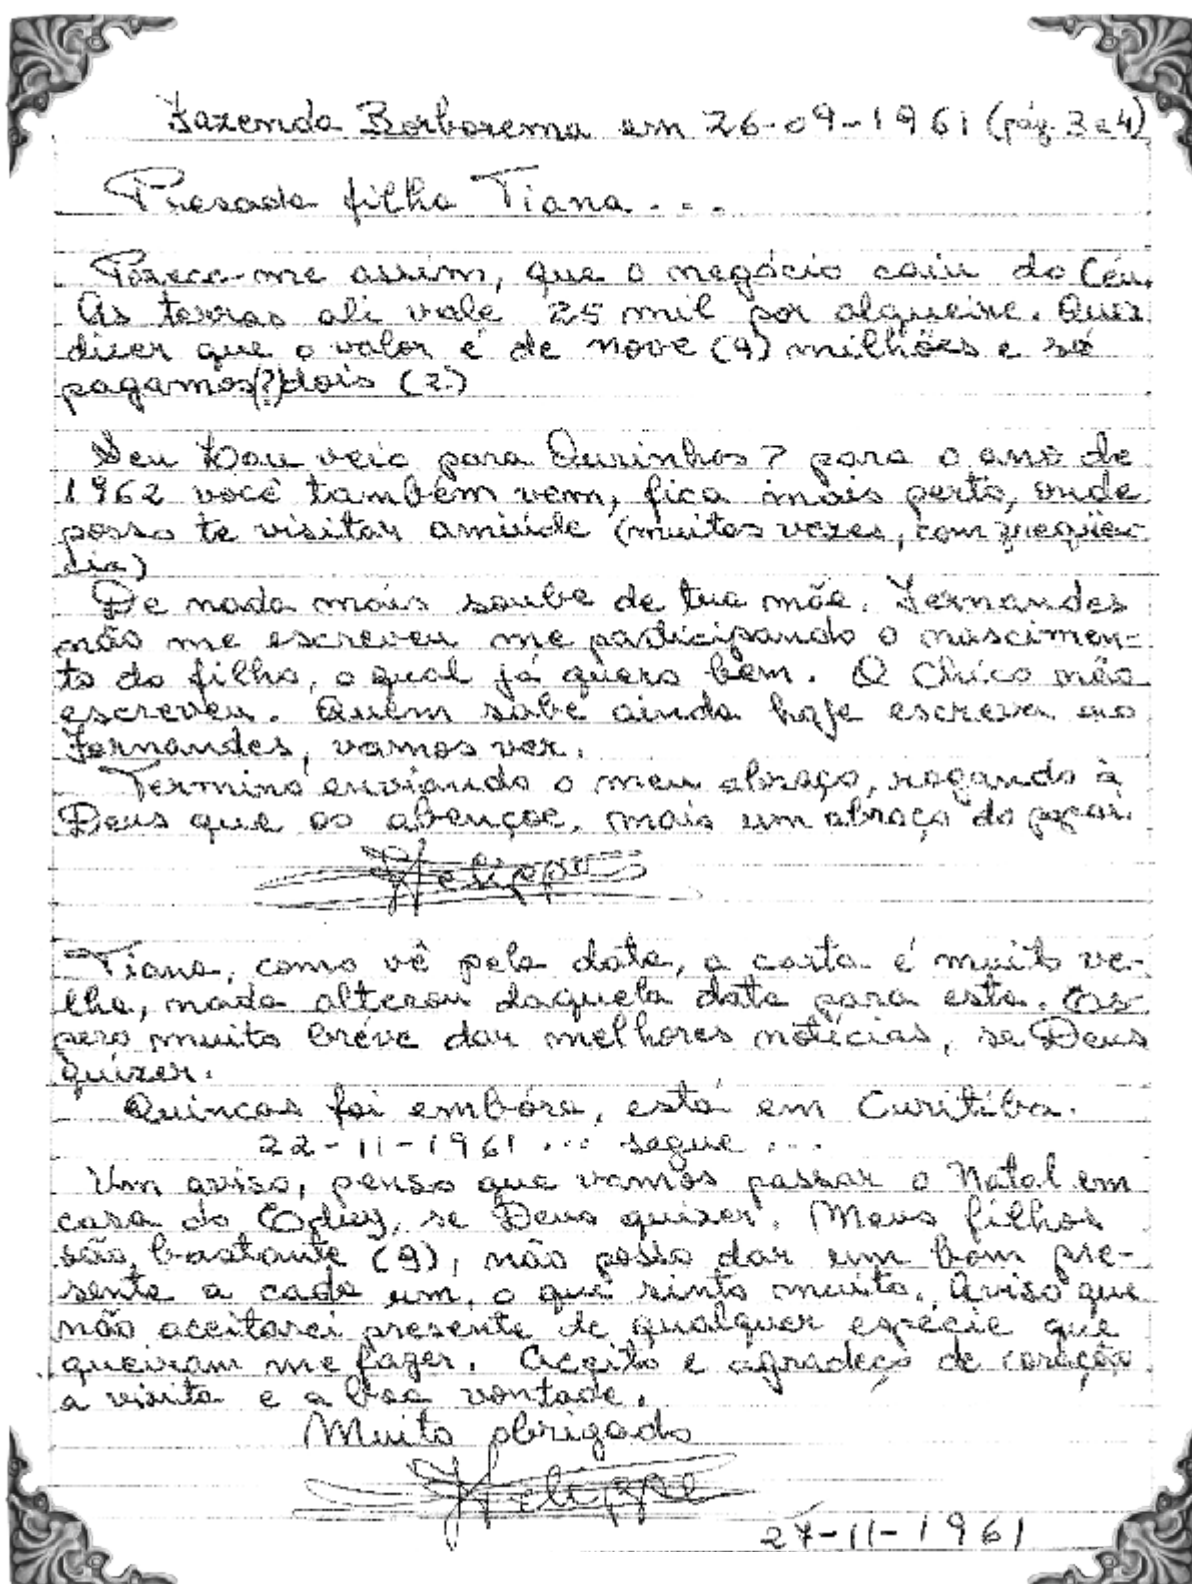 Fazenda Borborema em 26-09-1961 (pág. 3 e 4)
Presada filha Tiana...
Parece-me assim, que o negócio caiu do Céu.
As terras ali vale 25 mil por alqueire. Quer
dizer que o valor é de nove (9) milhões e só
pagamos(?)dois (2)
Seu Lau veio para Ourinhos? para o ano de
1962 você também vem, fica mais perto, onde
posso te visitar amiúde (muitas vezes, com freqüên-
cia)
De nada mais soube de tua mãe. Fernandes
não me escreveu me participando o nascimen-
to do filho, o qual já quero bem. O Chico não
escreveu. Quem sabe ainda hoje escreva ao
Fernandes, vamos ver.
Termino enviando o meu abraço, rogando à
Deus que os abençoe, mais um abraço do papai.
Felippe
Tiana, como vê pela data, a carta é muito ve-
lha, nada alterou daquela data para esta. Es-
pero muito breve dar melhores notícias, se Deus
quizer.
Quincas foi embóra, está em Curitiba.
22-11-1961 ... segue ...
Um aviso, penso que vamos passar o Natal em
casa do Eduy, se Deus quizer. Meus filhos
são bastante (9), não posso dar um bom pre-
sente a cada um, o que sinto muito. Aviso que
não aceitarei presente de qualquer espécie que
queiram me fazer. Aceito e agradeço de coração
a visita e a boa vontade.
Muito obrigado
Felippe
27-11-1961